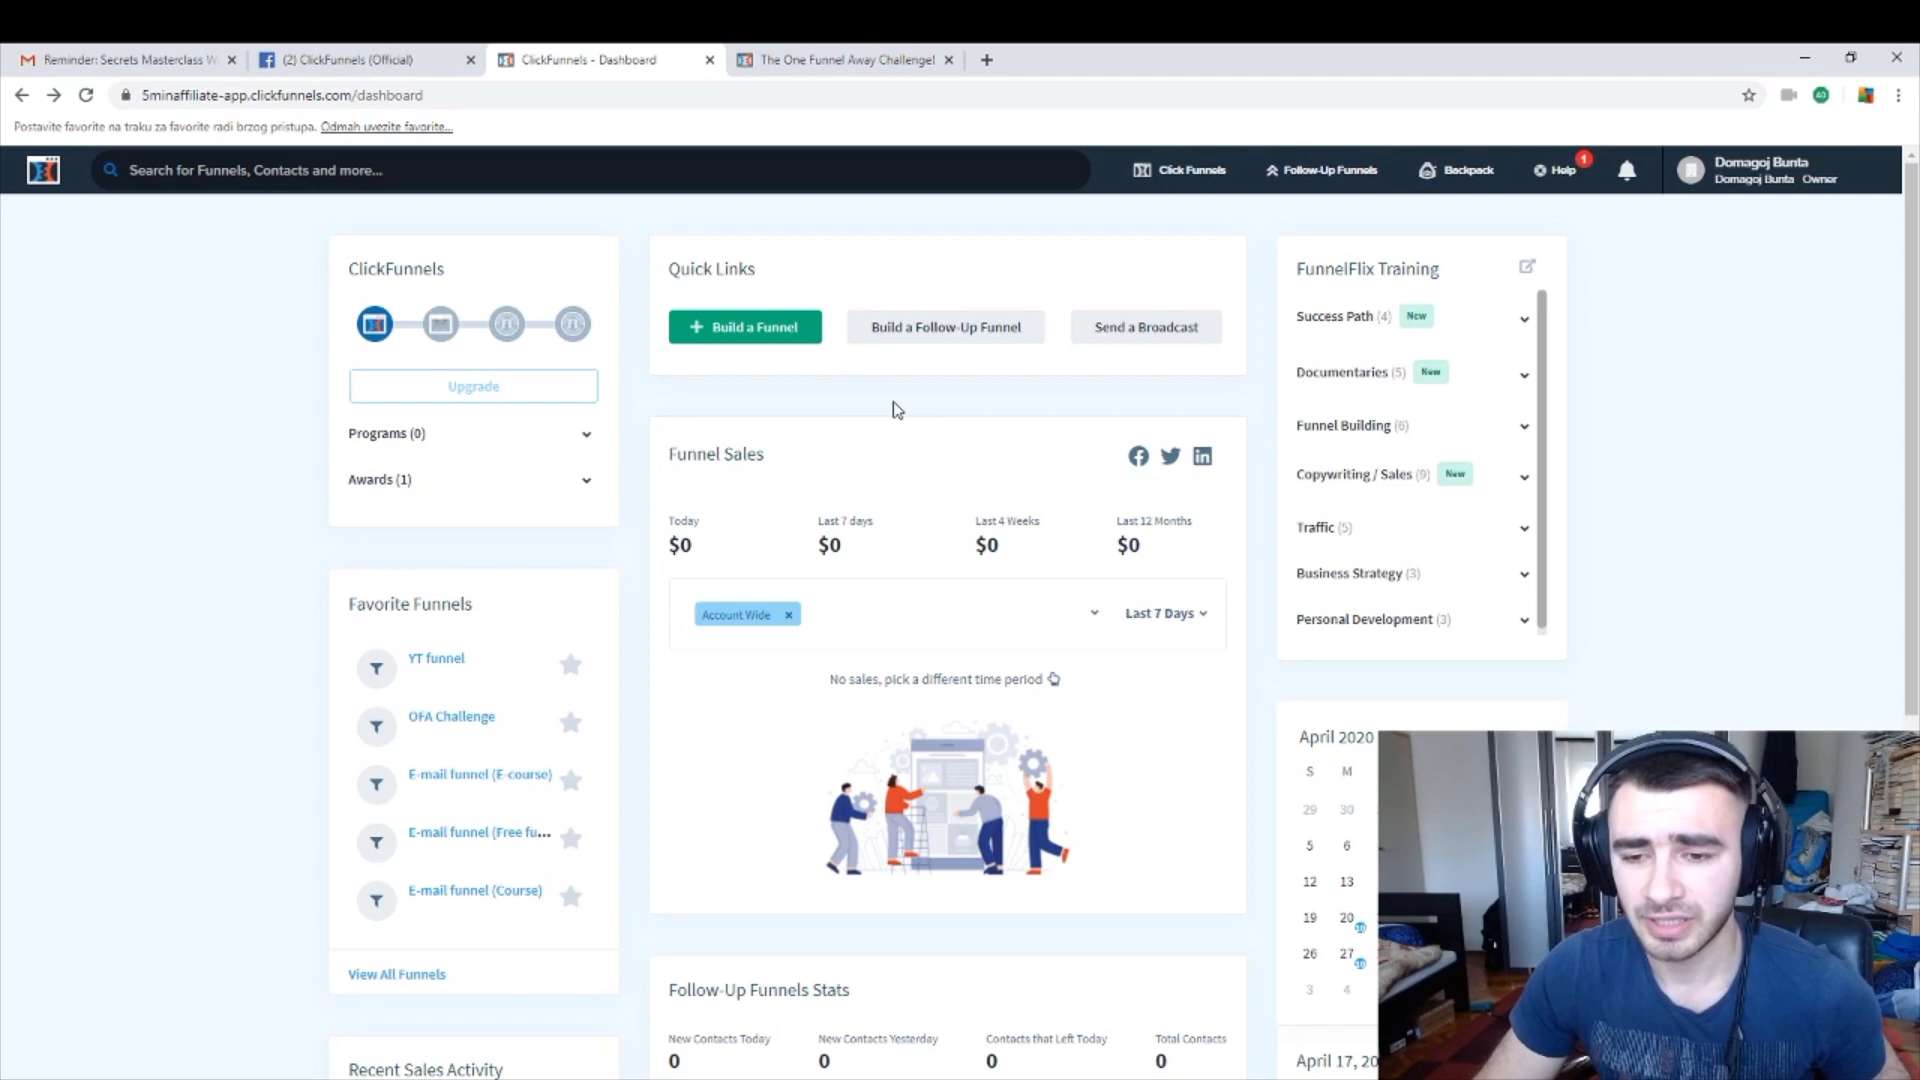 Reminder: Secrets Masterclass W
(2) ClickFunnels (Official)
ClickFunnels - Dashboard
The One Funnel Away Challenge!
5minaffiliate-app.clickfunnels.com/dashboard
Postavite favorite na traku za favorite radi brzog pristupa. Odmah uvezite favorite...
Search for Funnels, Contacts and more...
Click Funnels
Follow-Up Funnels
Backpack
Help
1
Domagoj Bunta
Domagoj Bunta Owner
ClickFunnels
Upgrade
Programs (0)
Awards (1)
Favorite Funnels
YT funnel
OFA Challenge
E-mail funnel (E-course)
E-mail funnel (Free fu...
E-mail funnel (Course)
View All Funnels
Recent Sales Activity
Quick Links
+ Build a Funnel
Build a Follow-Up Funnel
Send a Broadcast
Funnel Sales
Today
Last 7 days
Last 4 Weeks
Last 12 Months
$0
$0
$0
$0
Account Wide
Last 7 Days
No sales, pick a different time period
Follow-Up Funnels Stats
New Contacts Today
New Contacts Yesterday
Contacts that Left Today
Total Contacts
0
0
0
0
FunnelFlix Training
Success Path (4) New
Documentaries (5) New
Funnel Building (6)
Copywriting / Sales (9) New
Traffic (5)
Business Strategy (3)
Personal Development (3)
April 2020
S M
29 30
5 6
12 13
19 20
26 27
3 4
April 17, 20